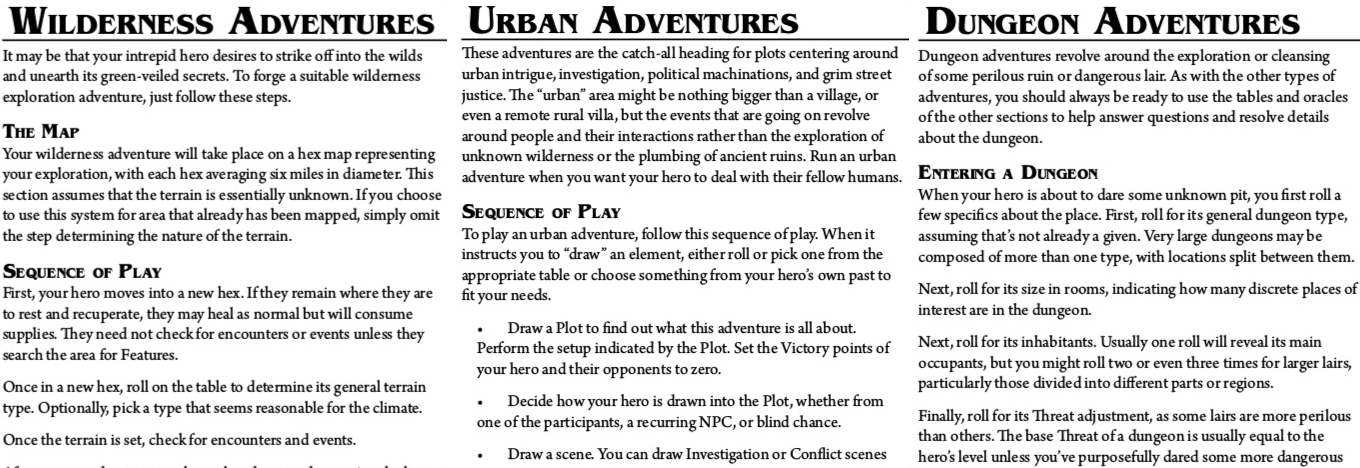 WILDERNESS ADVENTURES
It may be that your intrepid hero desires to strike off into the wilds
and unearth its green-veiled secrets. To forge a suitable wilderness
exploration adventure, just follow these steps.
THE MAP
Your wilderness adventure will take place on a hex map representing
your exploration, with each hex averaging six miles in diameter. This
section assumes that the terrain is essentially unknown. If you choose
to use this system for area that already has been mapped, simply omit
the step determining the nature of the terrain.
SEQUENCE OF PLAY
First, your hero moves into a new hex. If they remain where they are
to rest and recuperate, they may heal as normal but will consume
supplies. They need not check for encounters or events unless they
search the area for Features.
Once in a new hex, roll on the table to determine its general terrain
type. Optionally, pick a type that seems reasonable for the climate.
Once the terrain is set, check for encounters and events.
URBAN ADVENTURES
These adventures are the catch-all heading for plots centering around
urban intrigue, investigation, political machinations, and grim street
justice. The “urban” area might be nothing bigger than a village, or
even a remote rural villa, but the events that are going on revolve
around people and their interactions rather than the exploration of
unknown wilderness or the plumbing of ancient ruins. Run an urban
adventure when you want your hero to deal with their fellow humans.
SEQUENCE OF PLAY
To play an urban adventure, follow this sequence of play. When it
instructs you to “draw” an element, either roll or pick one from the
appropriate table or choose something from your hero’s own past to
fit your needs.
• Draw a Plot to find out what this adventure is all about.
Perform the setup indicated by the Plot. Set the Victory points of
your hero and their opponents to zero.
• Decide how your hero is drawn into the Plot, whether from
one of the participants, a recurring NPC, or blind chance.
• Draw a scene. You can draw Investigation or Conflict scenes
DUNGEON ADVENTURES
Dungeon adventures revolve around the exploration or cleansing
of some perilous ruin or dangerous lair. As with the other types of
adventures, you should always be ready to use the tables and oracles
of the other sections to help answer questions and resolve details
about the dungeon.
ENTERING A DUNGEON
When your hero is about to dare some unknown pit, you first roll a
few specifics about the place. First, roll for its general dungeon type,
assuming that’s not already a given. Very large dungeons may be
composed of more than one type, with locations split between them.
Next, roll for its size in rooms, indicating how many discrete places of
interest are in the dungeon.
Next, roll for its inhabitants. Usually one roll will reveal its main
occupants, but you might roll two or even three times for larger lairs,
particularly those divided into different parts or regions.
Finally, roll for its Threat adjustment, as some lairs are more perilous
than others. The base Threat of a dungeon is usually equal to the
hero’s level unless you’ve purposefully dared some more dangerous